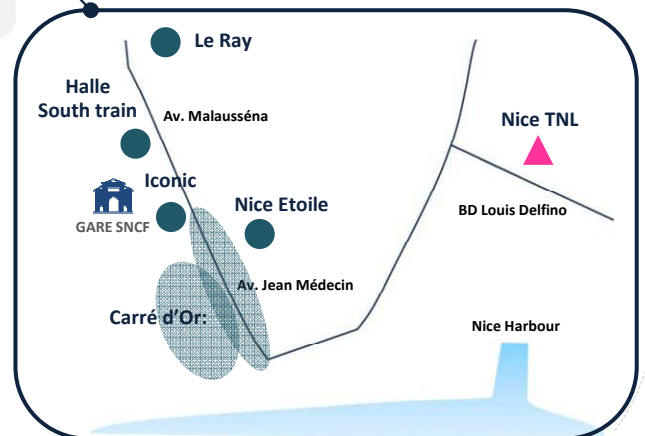 Le Ray
Halle
South train
Av. Malausséna
Nice TNL
Iconic
Nice Etoile
BD Louis Delfino
GARE SNCF
Av. Jean Médecin
Carré d'Or:
Nice Harbour